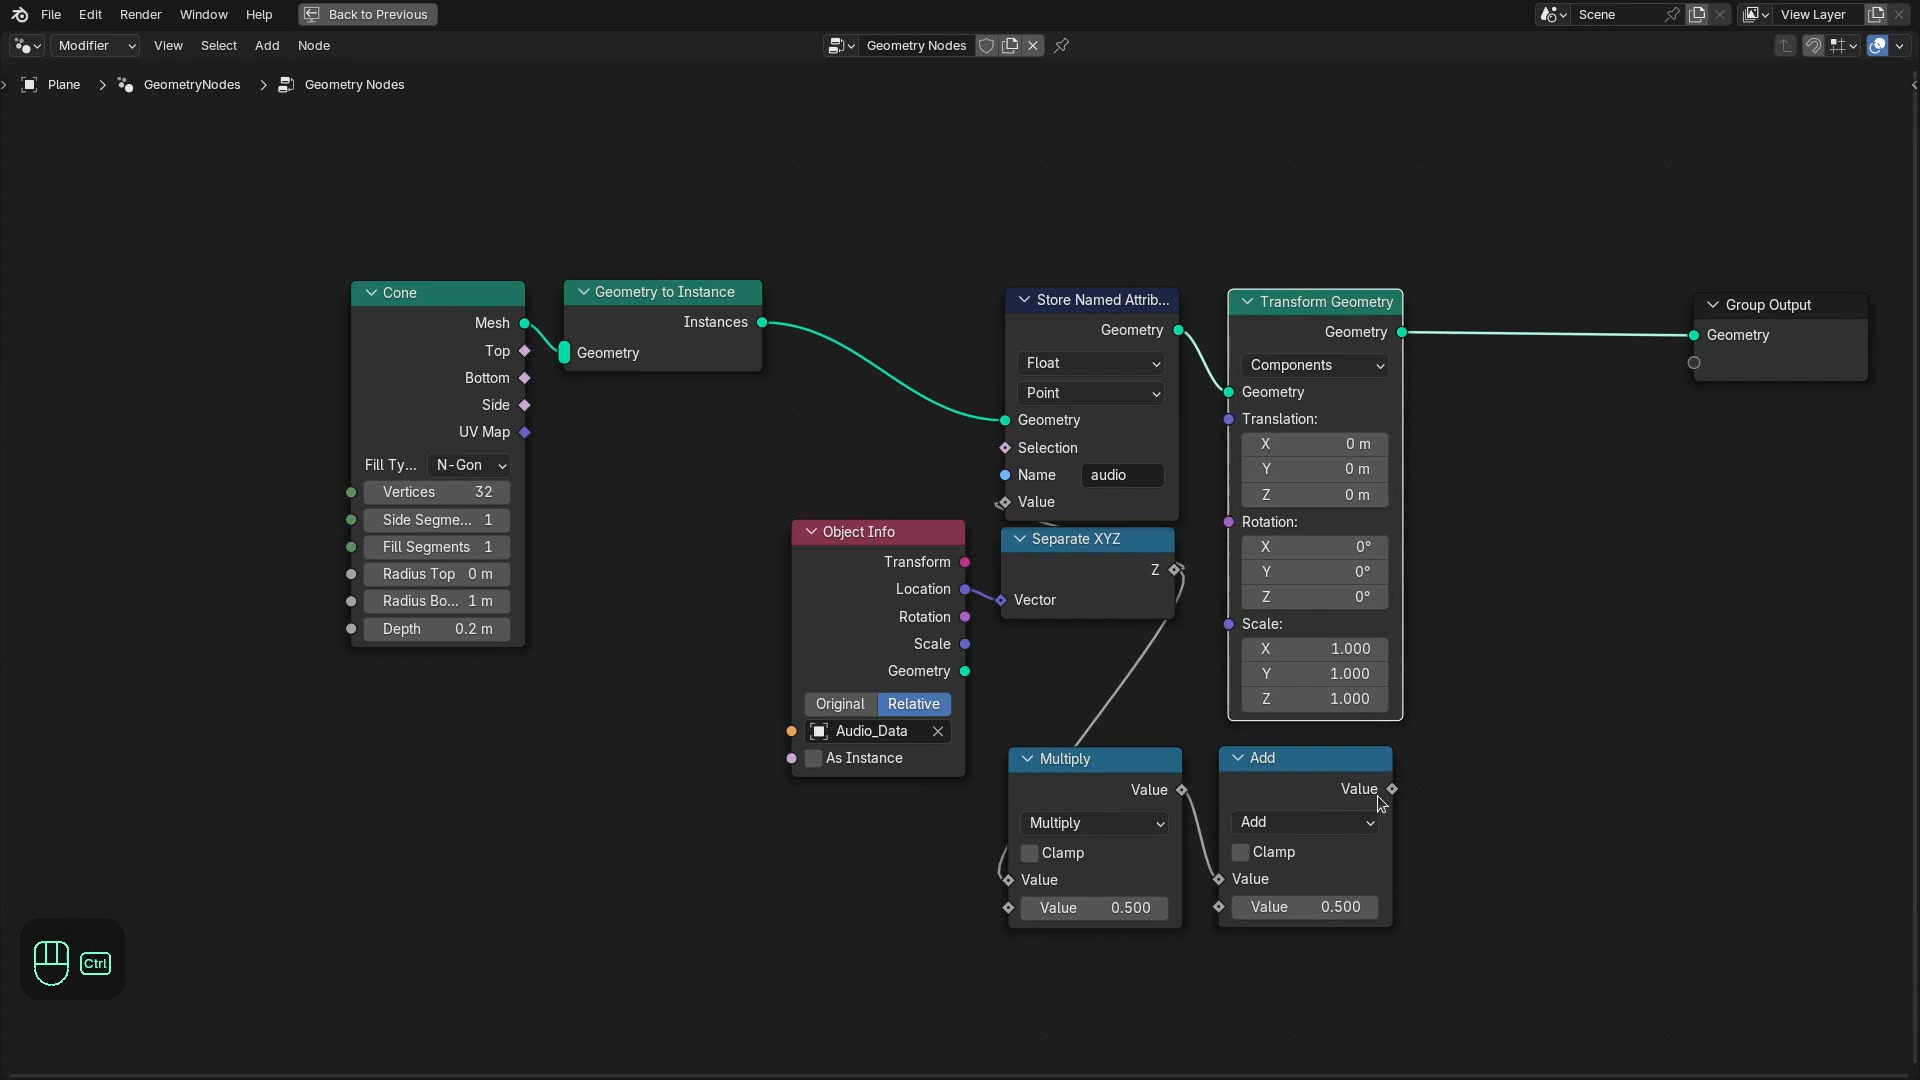 File Edit Render Window Help Back to Previous Scene View Layer
Modifier View Select Add Node Geometry Nodes
Plane GeometryNodes Geometry Nodes
Cone
Mesh
Top
Bottom
Side
UV Map
Fill Ty... N-Gon
Vertices 32
Side Segme... 1
Fill Segments 1
Radius Top 0 m
Radius Bo... 1 m
Depth 0.2 m
Geometry to Instance
Instances
Geometry
Object Info
Transform
Location
Rotation
Scale
Geometry
Original Relative
Audio_Data
As Instance
Store Named Attrib...
Geometry
Float
Point
Geometry
Selection
Name audio
Value
Separate XYZ
Z
Vector
Multiply
Value
Multiply
Clamp
Value
Value 0.500
Transform Geometry
Geometry
Components
Geometry
Translation:
X 0 m
Y 0 m
Z 0 m
Rotation:
X 0°
Y 0°
Z 0°
Scale:
X 1.000
Y 1.000
Z 1.000
Add
Value
Add
Clamp
Value
Value 0.500
Group Output
Geometry
Ctrl